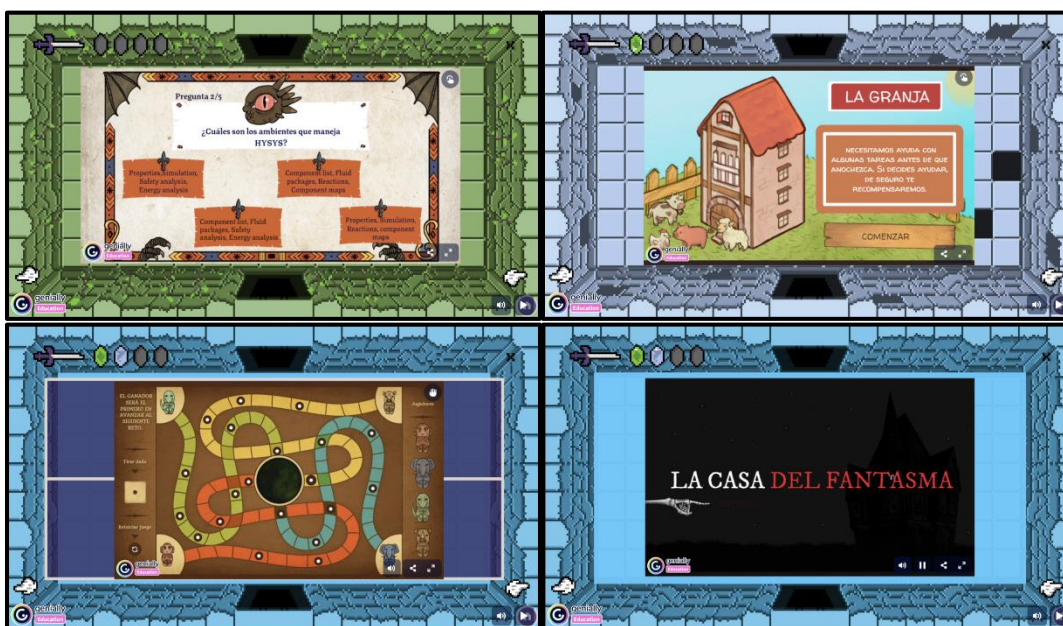 Pregunta 2/5
¿Cuáles son los ambientes que maneja
HYSYS?
Properties, Simulation,
Safety analysis,
Energy analysis
Component list, Fluid
packages, Reactions,
Component maps
Component list, Fluid
packages, Safety
analysis, Energy analysis
Properties, Simulation,
Reactions, component
maps
genially
Education
genially
Education
LA GRANJA
NECESITAMOS AYUDA CON
ALGUNAS TAREAS ANTES DE QUE
ANOCHEZCA. SI DECIDES AYUDAR,
DE SEGURO TE
RECOMPENSAREMOS.
COMENZAR
genially
Education
genially
Education
EL GANADOR
SERÁ EL
PRIMERO EN
AVANZAR AL
SIGUIENTE
RETO.
Tirar dado
Reiniciar juego
Jugadores
genially
Education
genially
Education
LA CASA DEL FANTASMA
genially
Education
genially
Education